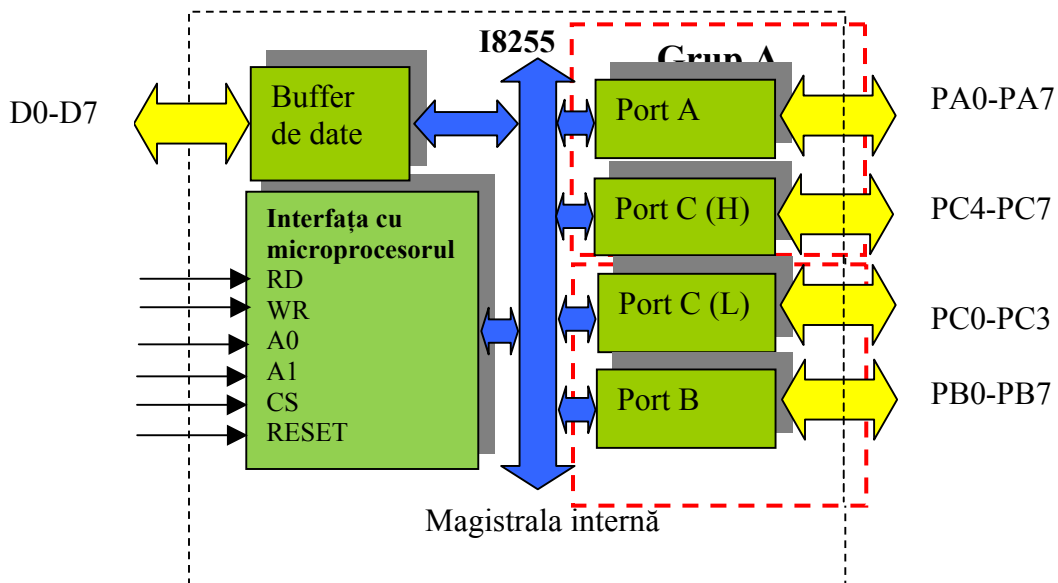 I8255
Grup A
D0-D7
Buffer
de date
Port A
PA0-PA7
Port C (H)
PC4-PC7
Interfața cu
microprocesorul
RD
WR
A0
A1
CS
RESET
Port C (L)
PC0-PC3
Port B
PB0-PB7
Magistrala internă